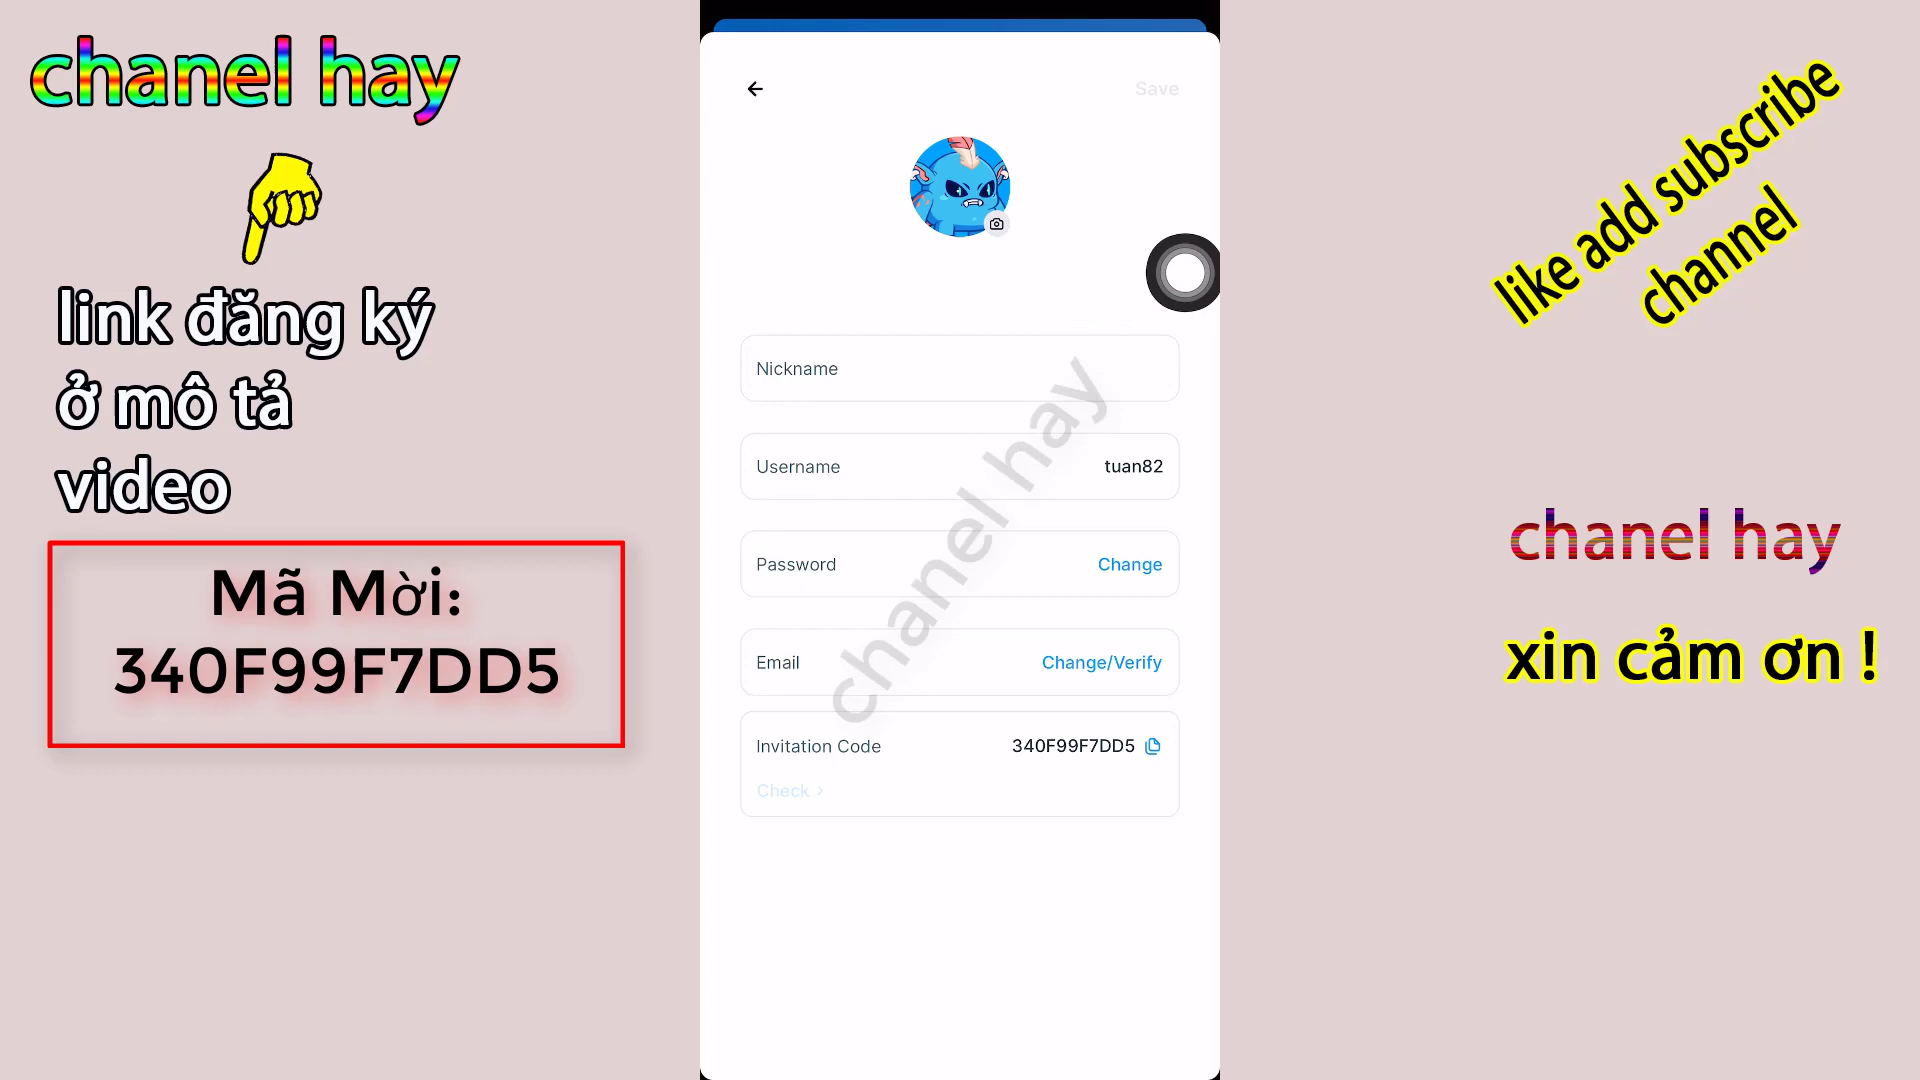 chanel hay
link đăng ký
ở mô tả
video
Mã Mời:
340F99F7DD5
Save
Nickname
Username tuan82
Password Change
Email Change/Verify
Invitation Code 340F99F7DD5
Check >
chanel hay
like add subscribe
channel
chanel hay
xin cảm ơn !